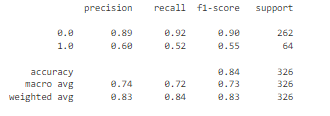 precision recall f1-score support
0.0 0.89 0.92 0.90 262
1.0 0.60 0.52 0.55 64
accuracy 0.84 326
macro avg 0.74 0.72 0.73 326
weighted avg 0.83 0.84 0.83 326